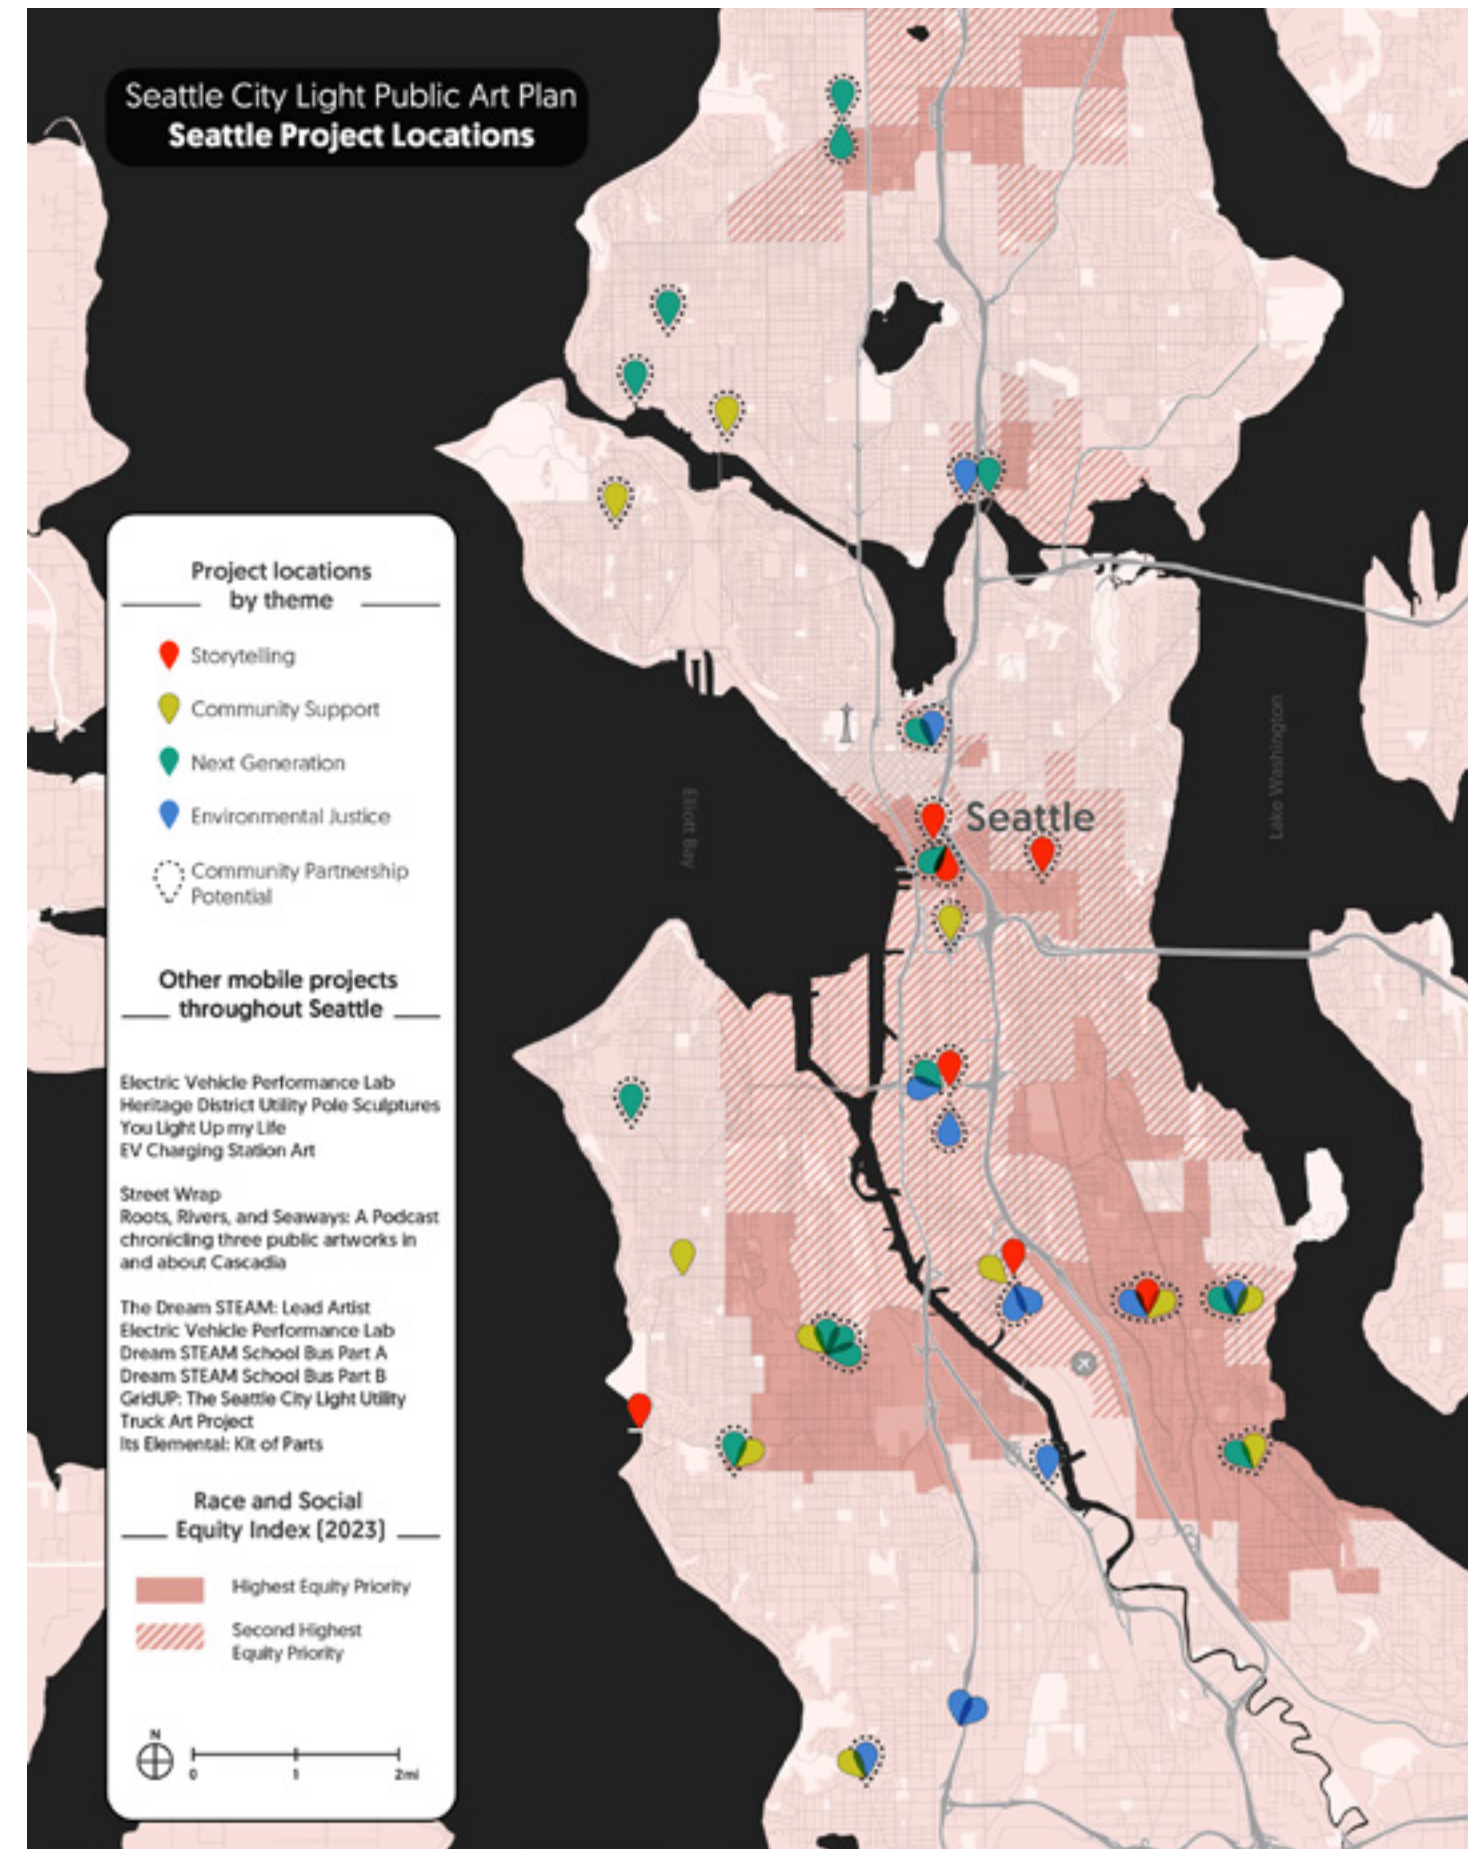 Seattle City Light Public Art Plan
Seattle Project Locations
Project locations
by theme
Storytelling
Community Support
Next Generation
Environmental Justice
Community Partnership
Potential
Other mobile projects
throughout Seattle
Electric Vehicle Performance Lab
Heritage District Utility Pole Sculptures
You Light Up my Life
EV Charging Station Art
Street Wrap
Roots, Rivers, and Seaways: A Podcast
chronicling three public artworks in
and about Cascadia
The Dream STEAM: Lead Artist
Electric Vehicle Performance Lab
Dream STEAM School Bus Part A
Dream STEAM School Bus Part B
GridUP: The Seattle City Light Utility
Truck Art Project
Its Elemental: Kit of Parts
Race and Social
Equity Index (2023)
Highest Equity Priority
Second Highest
Equity Priority
N
0 1 2mi
Seattle
Elliott Bay
Lake Washington